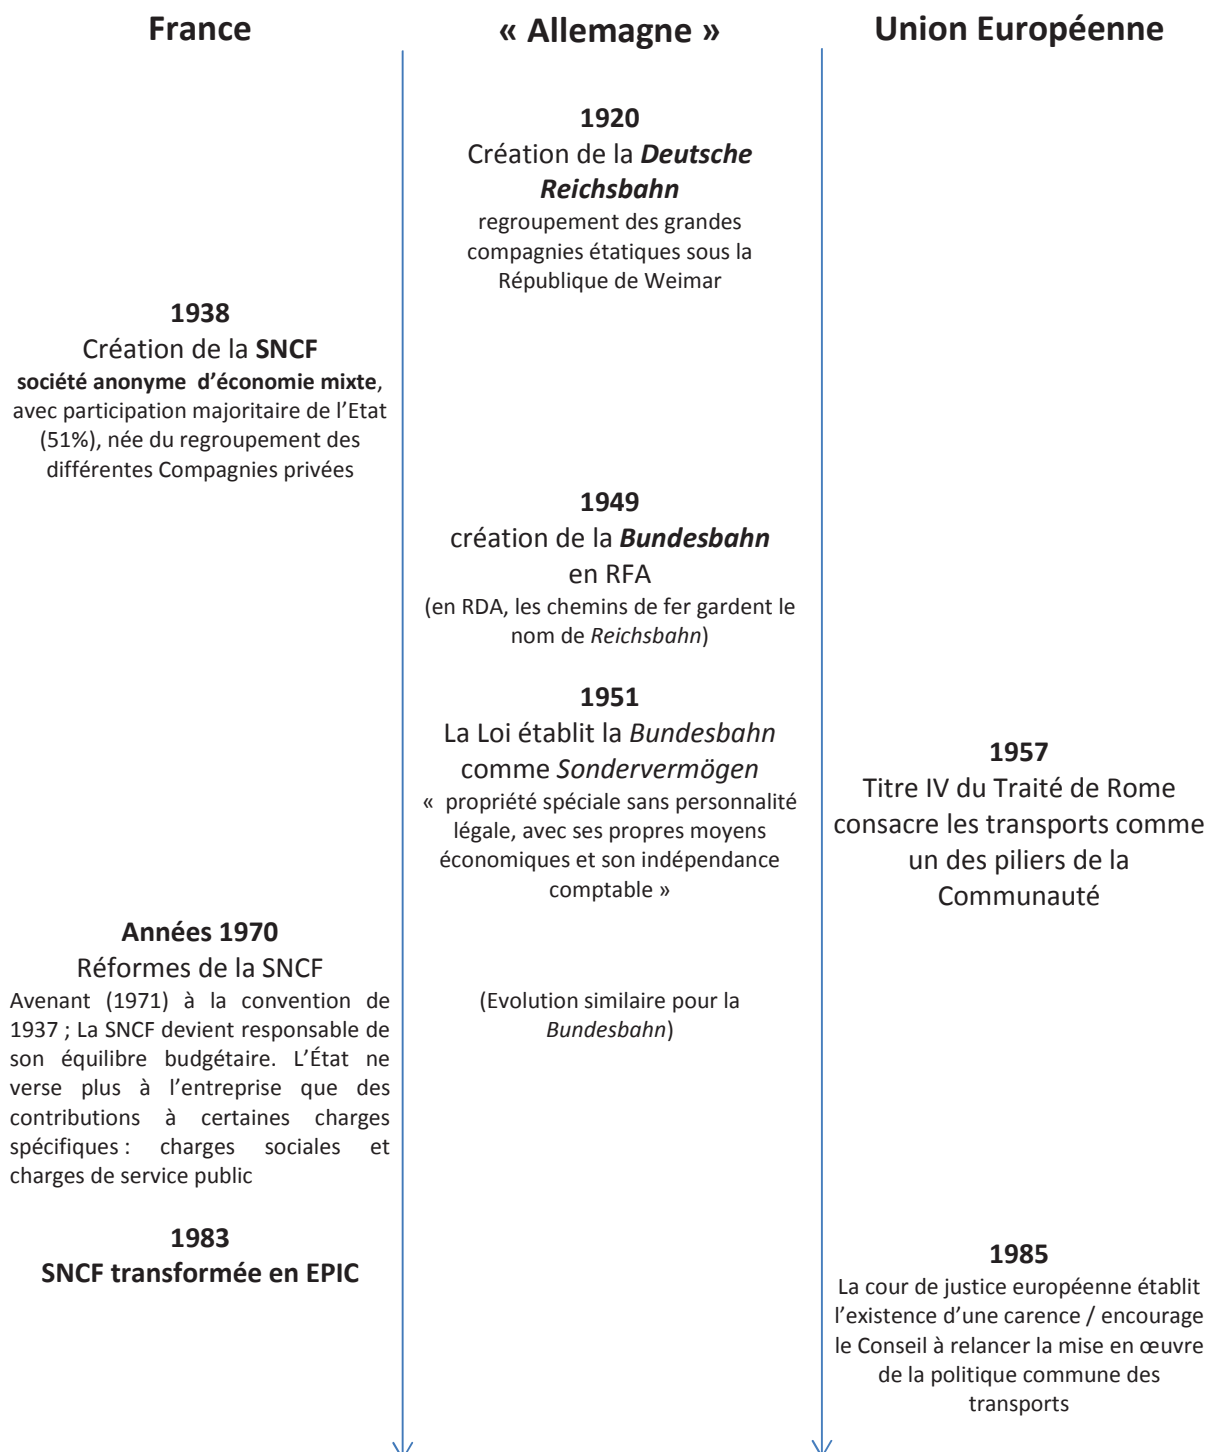 France
« Allemagne »
Union Européenne
1920
Création de la Deutsche
Reichsbahn
regroupement des grandes
compagnies étatiques sous la
République de Weimar
1938
Création de la SNCF
société anonyme d’économie mixte,
avec participation majoritaire de l’Etat
(51%), née du regroupement des
différentes Compagnies privées
1949
création de la Bundesbahn
en RFA
(en RDA, les chemins de fer gardent le
nom de Reichsbahn)
1951
La Loi établit la Bundesbahn
comme Sondervermögen
« propriété spéciale sans personnalité
légale, avec ses propres moyens
économiques et son indépendance
comptable »
1957
Titre IV du Traité de Rome
consacre les transports comme
un des piliers de la
Communauté
Années 1970
Réformes de la SNCF
Avenant (1971) à la convention de
1937 ; La SNCF devient responsable de
son équilibre budgétaire. L’État ne
verse plus à l’entreprise que des
contributions à certaines charges
spécifiques : charges sociales et
charges de service public
(Evolution similaire pour la
Bundesbahn)
1983
SNCF transformée en EPIC
1985
La cour de justice européenne établit
l’existence d’une carence / encourage
le Conseil à relancer la mise en œuvre
de la politique commune des
transports